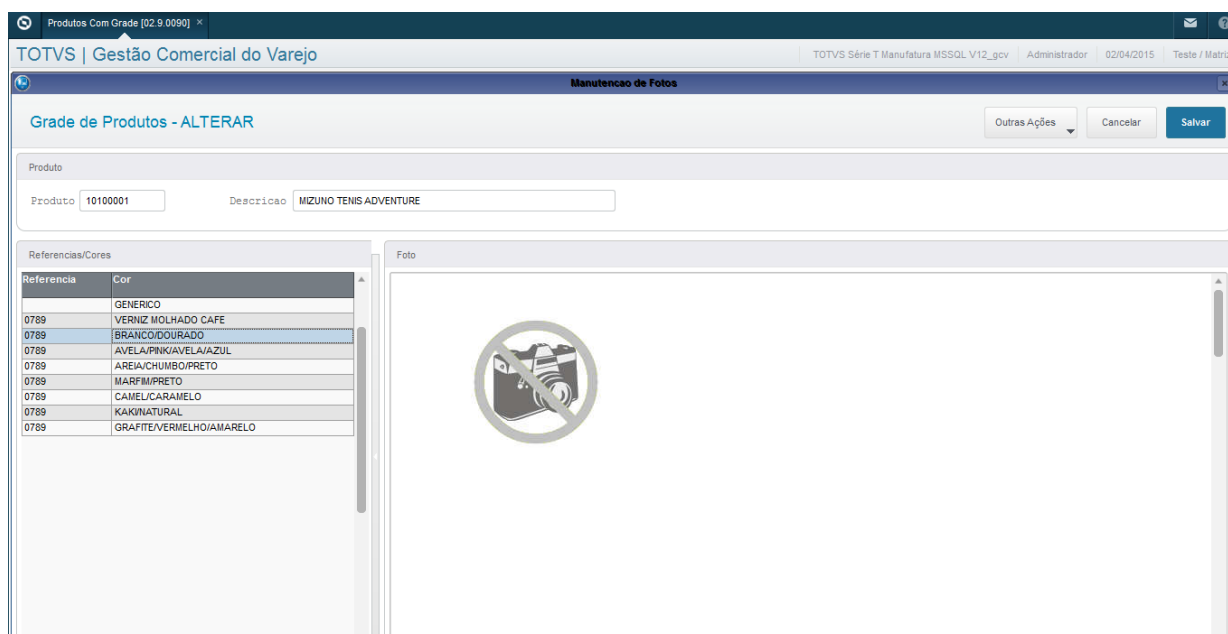 Produtos Com Grade [02.9.0090] ×
TOTVS | Gestão Comercial do Varejo
TOTVS Série T Manufatura MSSQL V12_gcv Administrador 02/04/2015 Teste / Matriz
Manutencao de Fotos
Grade de Produtos - ALTERAR
Outras Ações Cancelar Salvar
Produto
Produto 10100001 Descricao MIZUNO TENIS ADVENTURE
Referencias/Cores
Referencia Cor
GENERICO
0789 VERNIZ MOLHADO CAFE
0789 BRANCO/DOURADO
0789 AVELA/PINK/AVELA/AZUL
0789 AREIA/CHUMBO/PRETO
0789 MARFIM/PRETO
0789 CAMEL/CARAMELO
0789 KAKI/NATURAL
0789 GRAFITE/VERMELHO/AMARELO
Foto